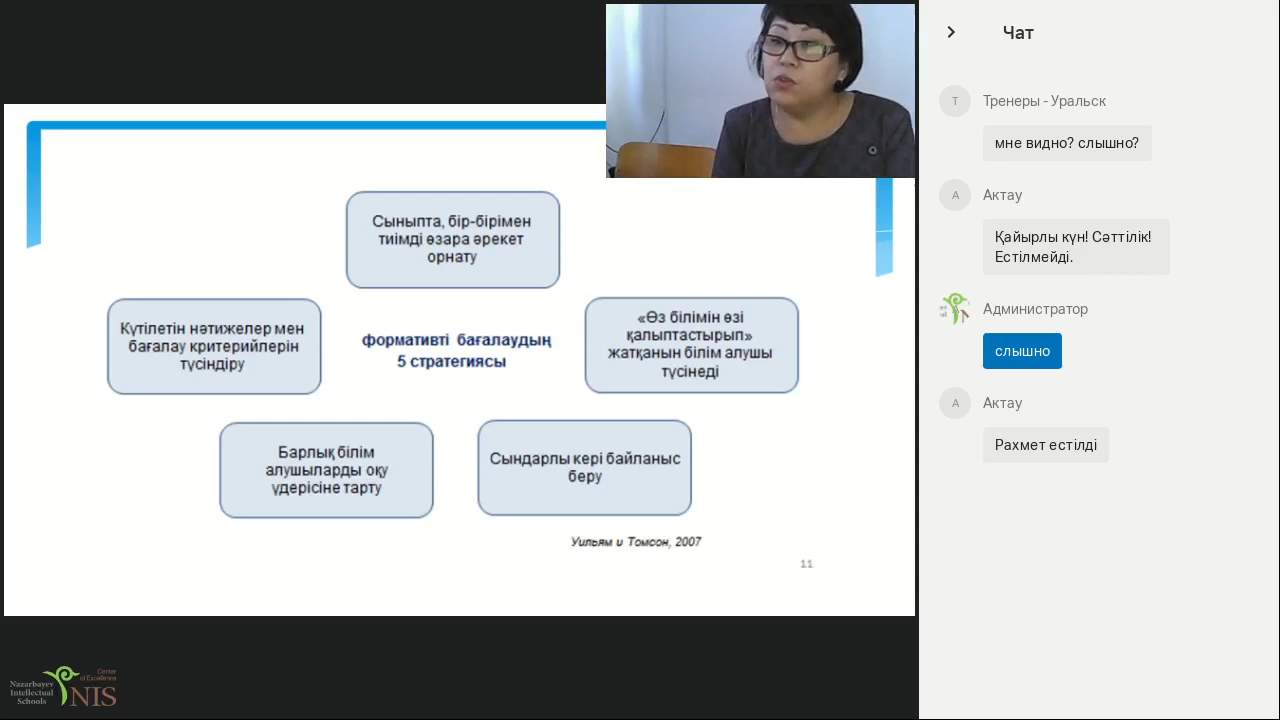 Сыныпта, бір-бірімен
тиімді өзара әрекет
орнату
Күтілетін нәтижелер мен
бағалау критерийлерін
түсіндіру
формативті бағалаудың
5 стратегиясы
«Өз білімін өзі
қалыптастырып»
жатқанын білім алушы
түсінеді
Барлық білім
алушыларды оқу
үдерісіне тарту
Сындарлы кері байланыс
беру
Уильям и Томсон, 2007
11
Nazarbayev
Intellectual
Schools
Center
of Excellence
NIS
Чат
Т
Тренеры - Уральск
мне видно? слышно?
А
Актау
Қайырлы күн! Сәттілік!
Естілмейді.
Администратор
слышно
А
Актау
Рахмет естілді